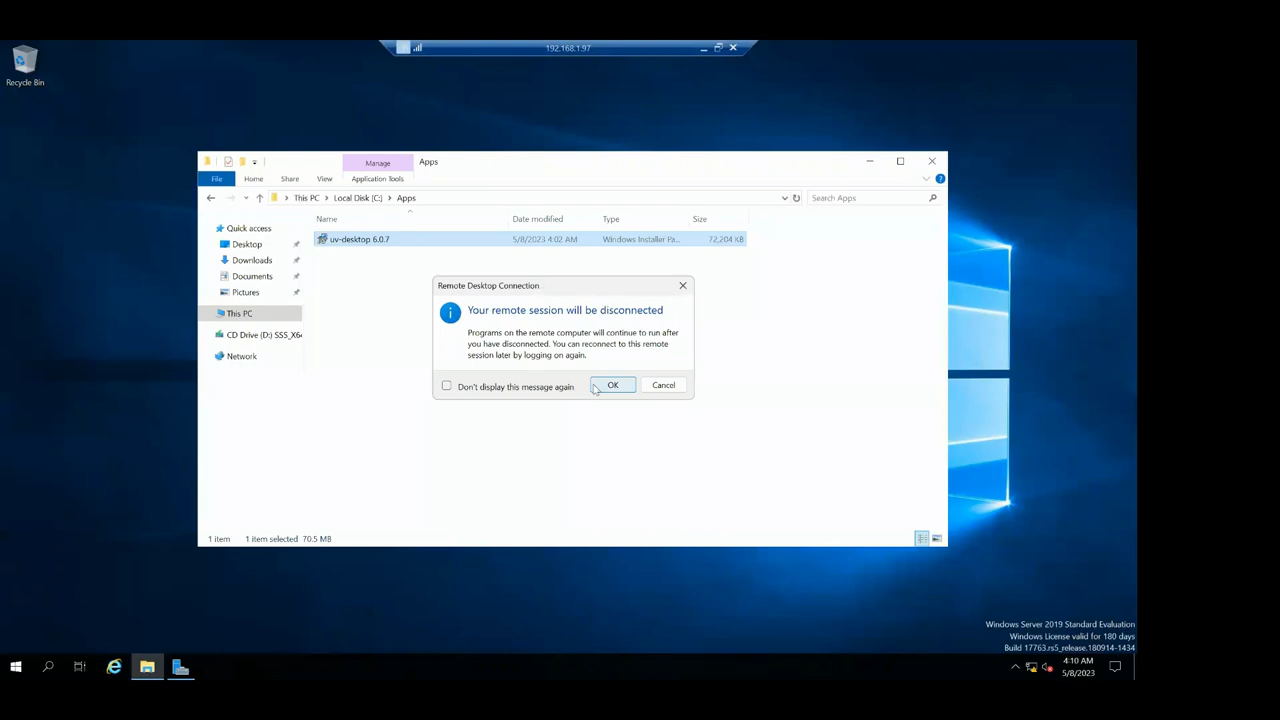 Recycle Bin
192.168.1.97
Manage
Apps
File
Home
Share
View
Application Tools
This PC
Local Disk (C:)
Apps
Search Apps
Name
Date modified
Type
Size
Quick access
Desktop
Downloads
Documents
Pictures
This PC
CD Drive (D:) SSS_X6
Network
uv-desktop 6.0.7
5/8/2023 4:02 AM
Windows Installer Pa...
72,204 KB
Remote Desktop Connection
Your remote session will be disconnected
Programs on the remote computer will continue to run after
you have disconnected. You can reconnect to this remote
session later by logging on again.
Don't display this message again
OK
Cancel
1 item
1 item selected 70.5 MB
Windows Server 2019 Standard Evaluation
Windows License valid for 180 days
Build 17763.rs5_release.180914-1434
4:10 AM
5/8/2023